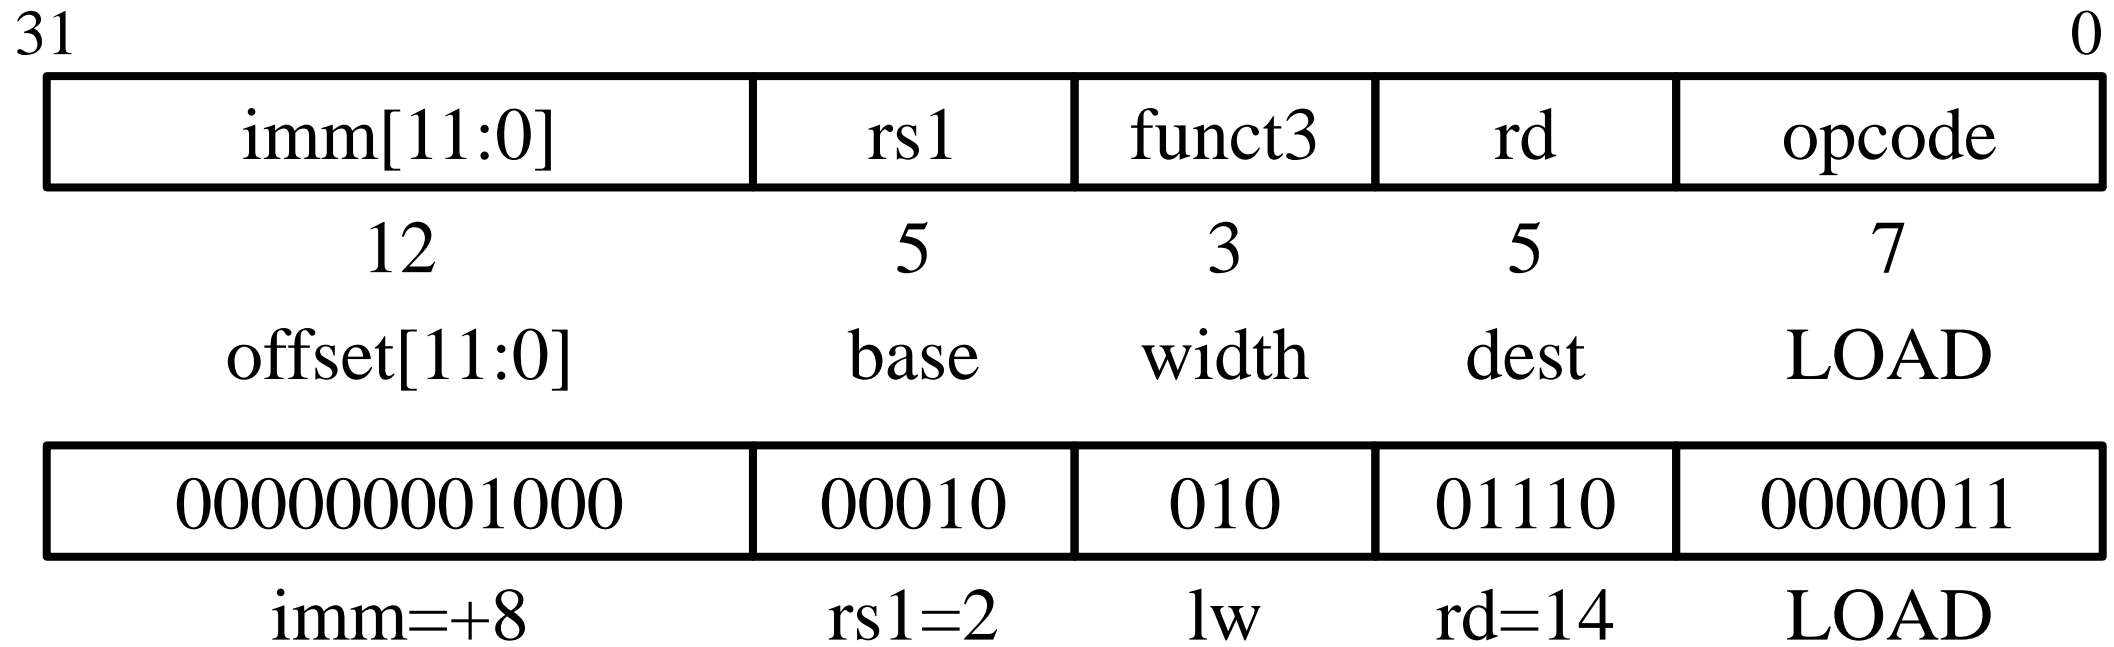 31 0
imm[11:0] rs1 funct3 rd opcode
12 5 3 5 7
offset[11:0] base width dest LOAD
000000001000 00010 010 01110 0000011
imm=+8 rs1=2 lw rd=14 LOAD